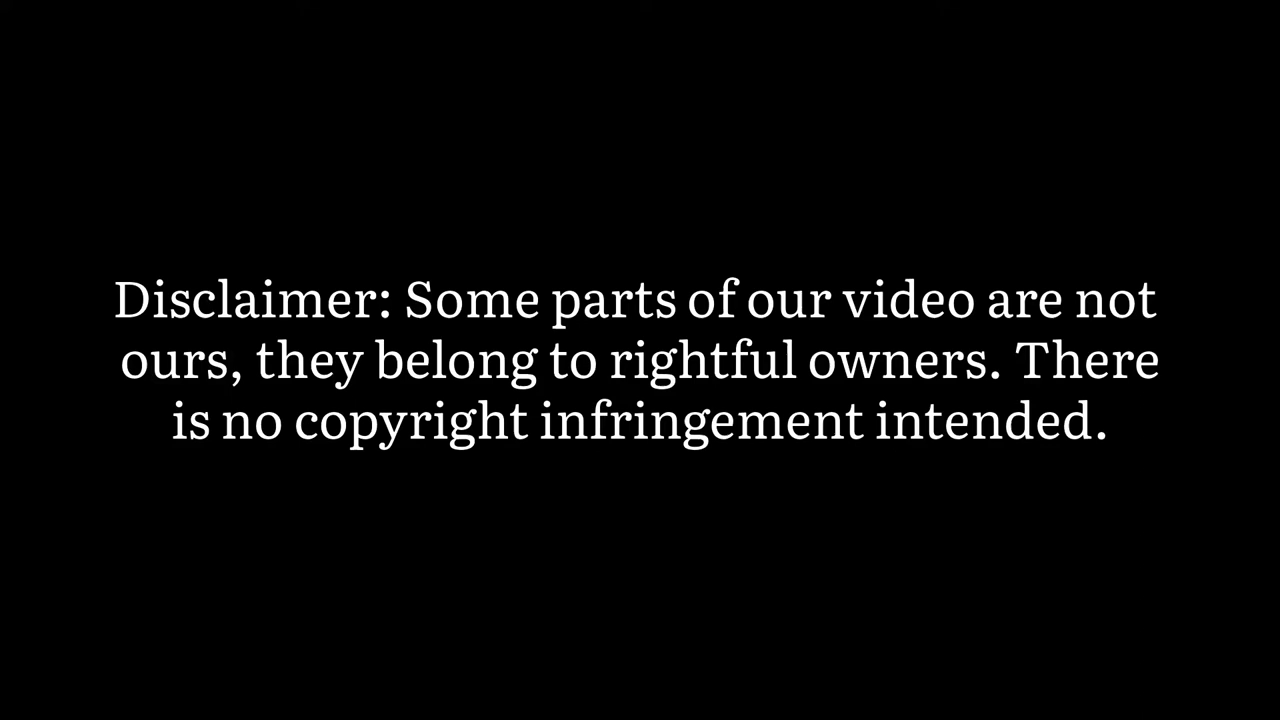 Disclaimer: Some parts of our video are not
ours, they belong to rightful owners. There
is no copyright infringement intended.